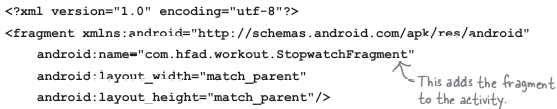 <?xml version="1.0" encoding="utf-8"?>
<fragment xmlns:android="http://schemas.android.com/apk/res/android"
android:name="com.hfad.workout.StopwatchFragment"
android:layout_width="match_parent"
android:layout_height="match_parent"/>
This adds the fragment
to the activity.